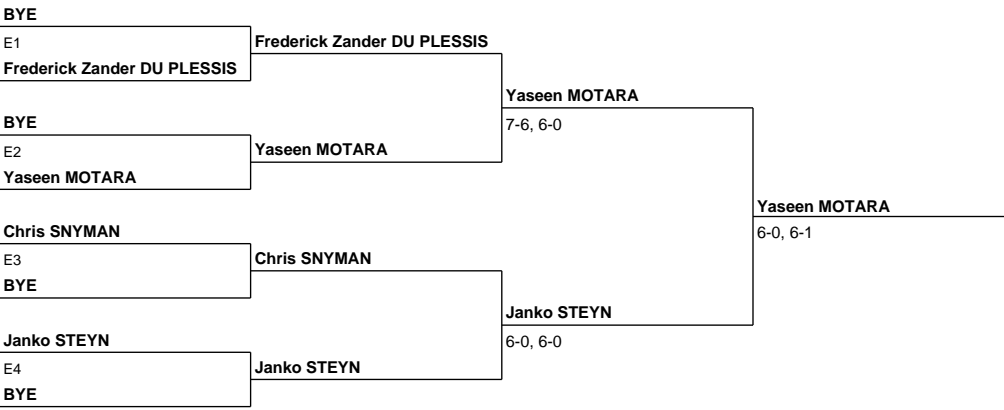 BYE
E1
Frederick Zander DU PLESSIS
Frederick Zander DU PLESSIS
Yaseen MOTARA
7-6, 6-0
BYE
E2
Yaseen MOTARA
Yaseen MOTARA
Yaseen MOTARA
6-0, 6-1
Chris SNYMAN
E3
BYE
Chris SNYMAN
Janko STEYN
6-0, 6-0
Janko STEYN
E4
BYE
Janko STEYN